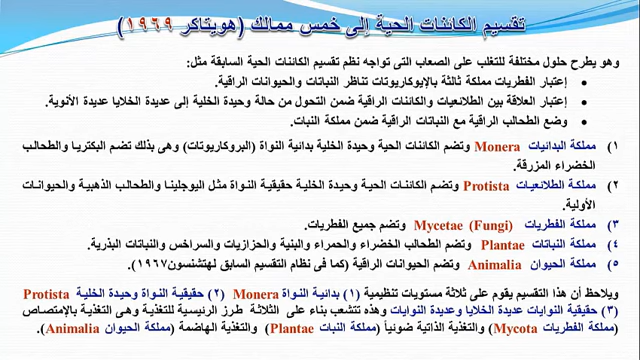 تقسيم الكائنات الحية إلى خمس ممالك (هويتاكر ١٩٦٩)
وهو يطرح حلول مختلفة للتغلب على الصعاب التى تواجه نظم تقسيم الكائنات الحية السابقة مثل:
• إعتبار الفطريات مملكة ثالثة بالإيوكاريوتات تناظر النباتات والحيوانات الراقية.
• إعتبار العلاقة بين الطلائعيات والكائنات الراقية ضمن التحول من حالة وحيدة الخلية إلى عديدة الخلايا عديدة الأنوية.
• وضع الطحالب الراقية مع النباتات الراقية ضمن مملكة النبات.
١) مملكة البدائيات Monera وتضم الكائنات الحية وحيدة الخلية بدائية النواة (البروكاريوتات) وهى بذلك تضم البكتريا والطحالب
الخضراء المزرقة.
٢) مملكة الطلائعيات Protista وتضم الكائنات الحية وحيدة الخلية حقيقية النواة مثل اليوجلينا والطحالب الذهبية والحيوانات
الأولية.
٣) مملكة الفطريات Mycetae (Fungi) وتضم جميع الفطريات.
٤) مملكة النباتات Plantae وتضم الطحالب الخضراء والحمراء والبنية والحزازيات والسراخس والنباتات البذرية.
٥) مملكة الحيوان Animalia وتضم الحيوانات الراقية (كما فى نظام التقسيم السابق لهتشنسون١٩٦٧).
ويلاحظ أن هذا التقسيم يقوم على ثلاثة مستويات تنظيمية (١) بدائية النواة Monera (٢) حقيقية النواة وحيدة الخلية Protista
(٣) حقيقية النوايات عديدة الخلايا وعديدة النوايات وهذه تتشعب بناء على الثلاثة طرز الرئيسية للتغذية وهى التغذية بالإمتصاص
(مملكة الفطريات Mycota) والتغذية الذاتية ضوئياً (مملكة النبات Plantae) والتغذية الهاضمة (مملكة الحيوان Animalia).